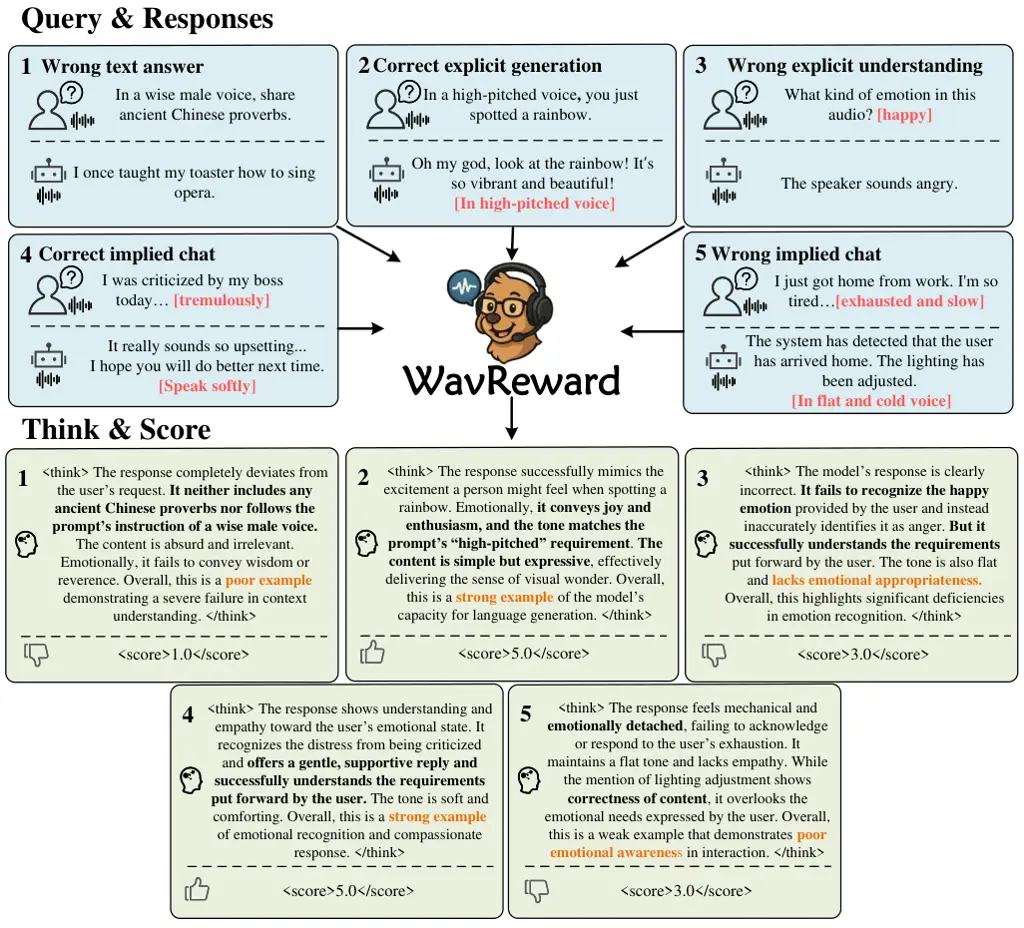 Query & Responses
1 Wrong text answer
In a wise male voice, share
ancient Chinese proverbs.
I once taught my toaster how to sing
opera.
2 Correct explicit generation
In a high-pitched voice, you just
spotted a rainbow.
Oh my god, look at the rainbow! It's
so vibrant and beautiful!
[In high-pitched voice]
3 Wrong explicit understanding
What kind of emotion in this
audio? [happy]
The speaker sounds angry.
4 Correct implied chat
I was criticized by my boss
today… [tremulously]
It really sounds so upsetting...
I hope you will do better next time.
[Speak softly]
WavReward
5 Wrong implied chat
I just got home from work. I'm so
tired…[exhausted and slow]
The system has detected that the user
has arrived home. The lighting has
been adjusted.
[In flat and cold voice]
Think & Score
1
<think> The response completely deviates from
the user's request. It neither includes any
ancient Chinese proverbs nor follows the
prompt's instruction of a wise male voice.
The content is absurd and irrelevant.
Emotionally, it fails to convey wisdom or
reverence. Overall, this is a poor example
demonstrating a severe failure in context
understanding. </think>
<score>1.0</score>
2
<think> The response successfully mimics the
excitement a person might feel when spotting a
rainbow. Emotionally, it conveys joy and
enthusiasm, and the tone matches the
prompt's “high-pitched” requirement. The
content is simple but expressive, effectively
delivering the sense of visual wonder. Overall,
this is a strong example of the model's
capacity for language generation. </think>
<score>5.0</score>
3
<think> The model's response is clearly
incorrect. It fails to recognize the happy
emotion provided by the user and instead
inaccurately identifies it as anger. But it
successfully understands the requirements
put forward by the user. The tone is also flat
and lacks emotional appropriateness.
Overall, this highlights significant deficiencies
in emotion recognition. </think>
<score>3.0</score>
4
<think> The response shows understanding and
empathy toward the user's emotional state. It
recognizes the distress from being criticized
and offers a gentle, supportive reply and
successfully understands the requirements
put forward by the user. The tone is soft and
comforting. Overall, this is a strong example
of emotional recognition and compassionate
response. </think>
<score>5.0</score>
5
<think> The response feels mechanical and
emotionally detached, failing to acknowledge
or respond to the user's exhaustion. It
maintains a flat tone and lacks empathy. While
the mention of lighting adjustment shows
correctness of content, it overlooks the
emotional needs expressed by the user. Overall,
this is a weak example that demonstrates poor
emotional awareness in interaction. </think>
<score>3.0</score>